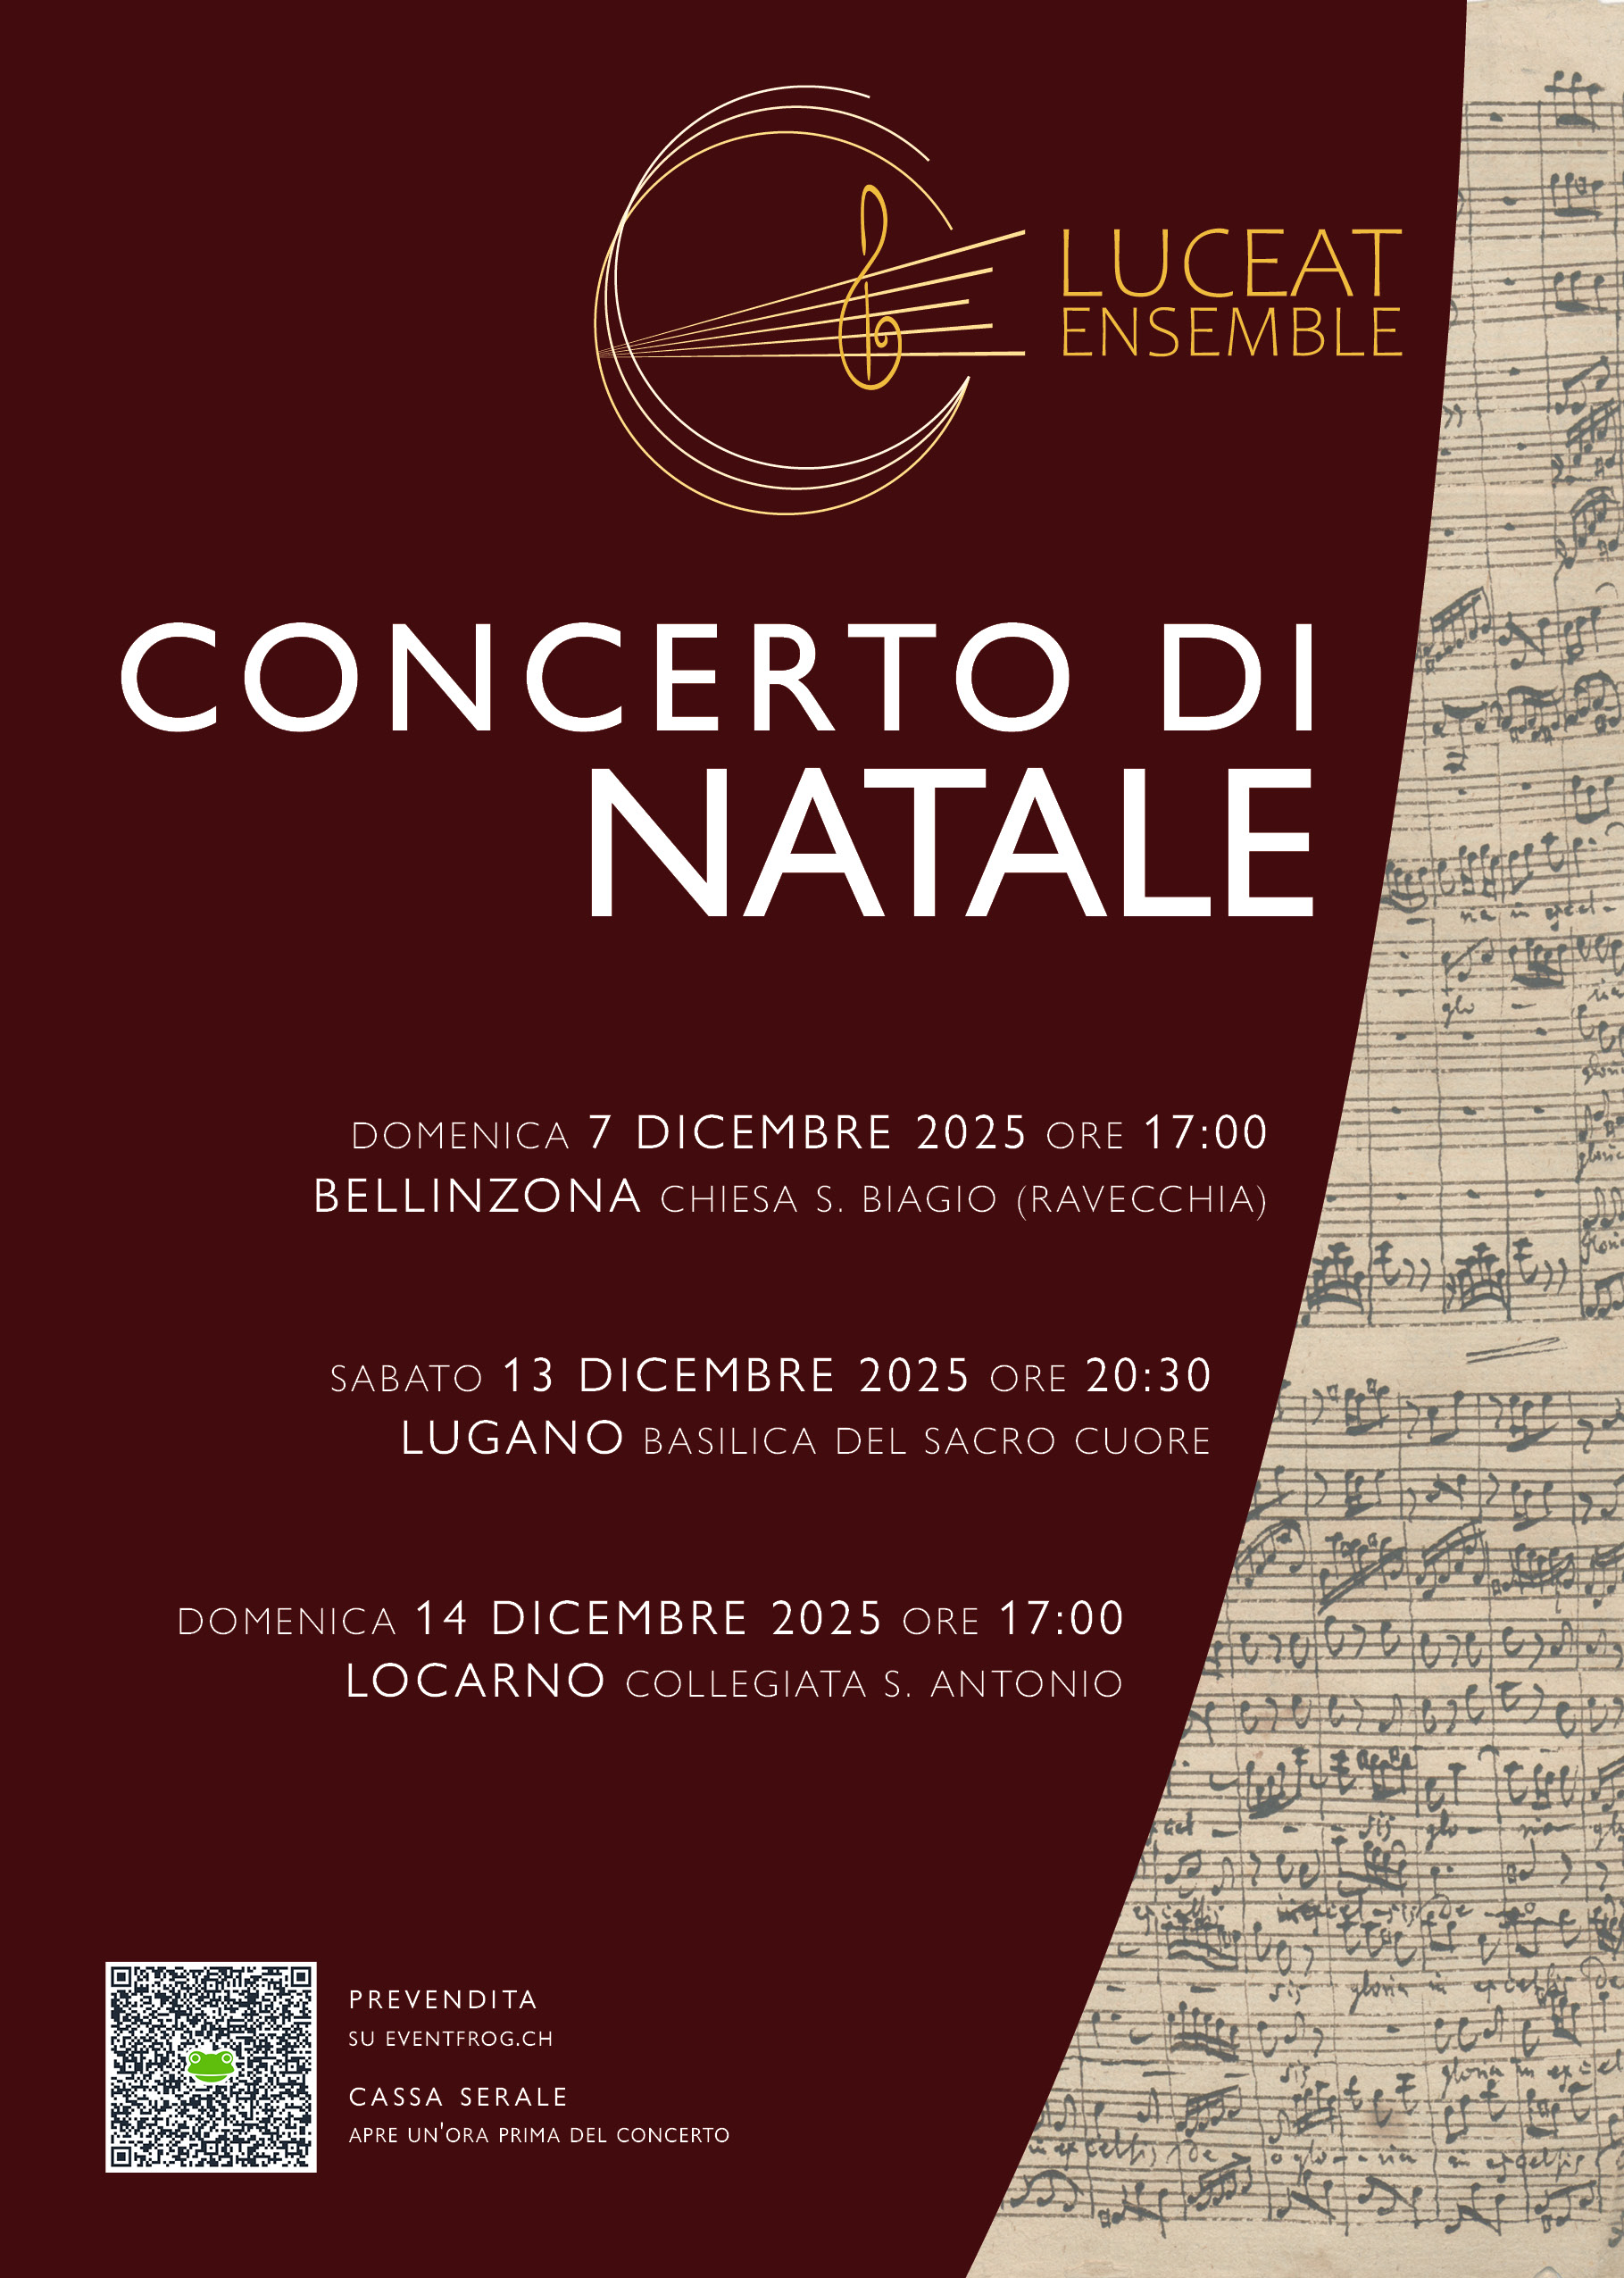 LUCEAT
ENSEMBLE
CONCERTO DI
NATALE
DOMENICA 7 DICEMBRE 2025 ORE 17:00
BELLINZONA CHIESA S. BIAGIO (RAVECCHIA)
SABATO 13 DICEMBRE 2025 ORE 20:30
LUGANO BASILICA DEL SACRO CUORE
DOMENICA 14 DICEMBRE 2025 ORE 17:00
LOCARNO COLLEGIATA S. ANTONIO
PREVENDITA
SU EVENTFROG.CH
CASSA SERALE
APRE UN'ORA PRIMA DEL CONCERTO